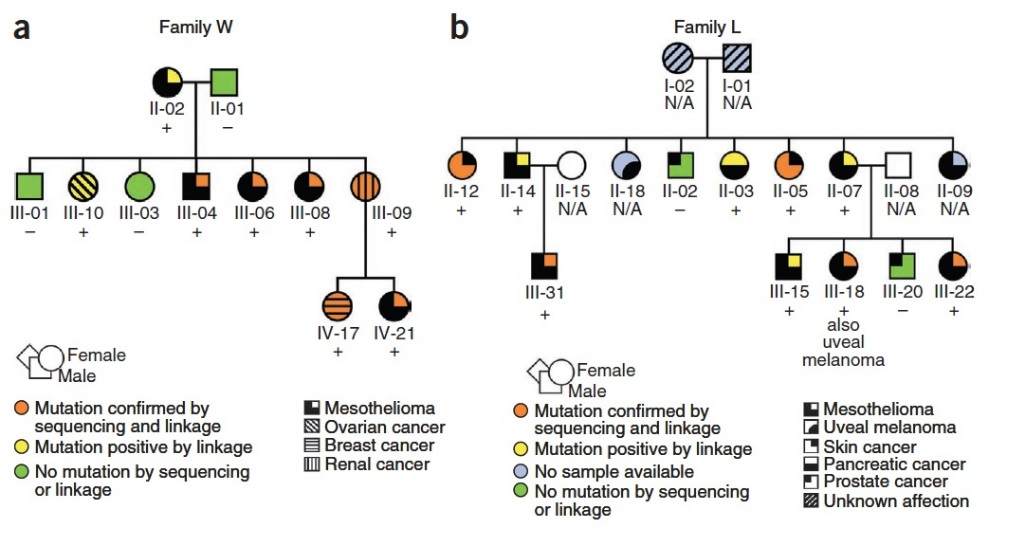 a
Family W
II-02
+
II-01
–
III-01
–
III-10
+
III-03
–
III-04
+
III-06
+
III-08
+
III-09
+
IV-17
+
IV-21
+
Female
Male
Mutation confirmed by
sequencing and linkage
Mutation positive by linkage
No mutation by sequencing
or linkage
Mesothelioma
Ovarian cancer
Breast cancer
Renal cancer
b
Family L
I-02
N/A
I-01
N/A
II-12
+
II-14
+
II-15
N/A
II-18
N/A
II-02
–
II-03
+
II-05
+
II-07
+
II-08
N/A
II-09
N/A
III-31
+
III-15
+
III-18
+
also
uveal
melanoma
III-20
–
III-22
+
Female
Male
Mutation confirmed by
sequencing and linkage
Mutation positive by linkage
No sample available
No mutation by sequencing
or linkage
Mesothelioma
Uveal melanoma
Skin cancer
Pancreatic cancer
Prostate cancer
Unknown affection